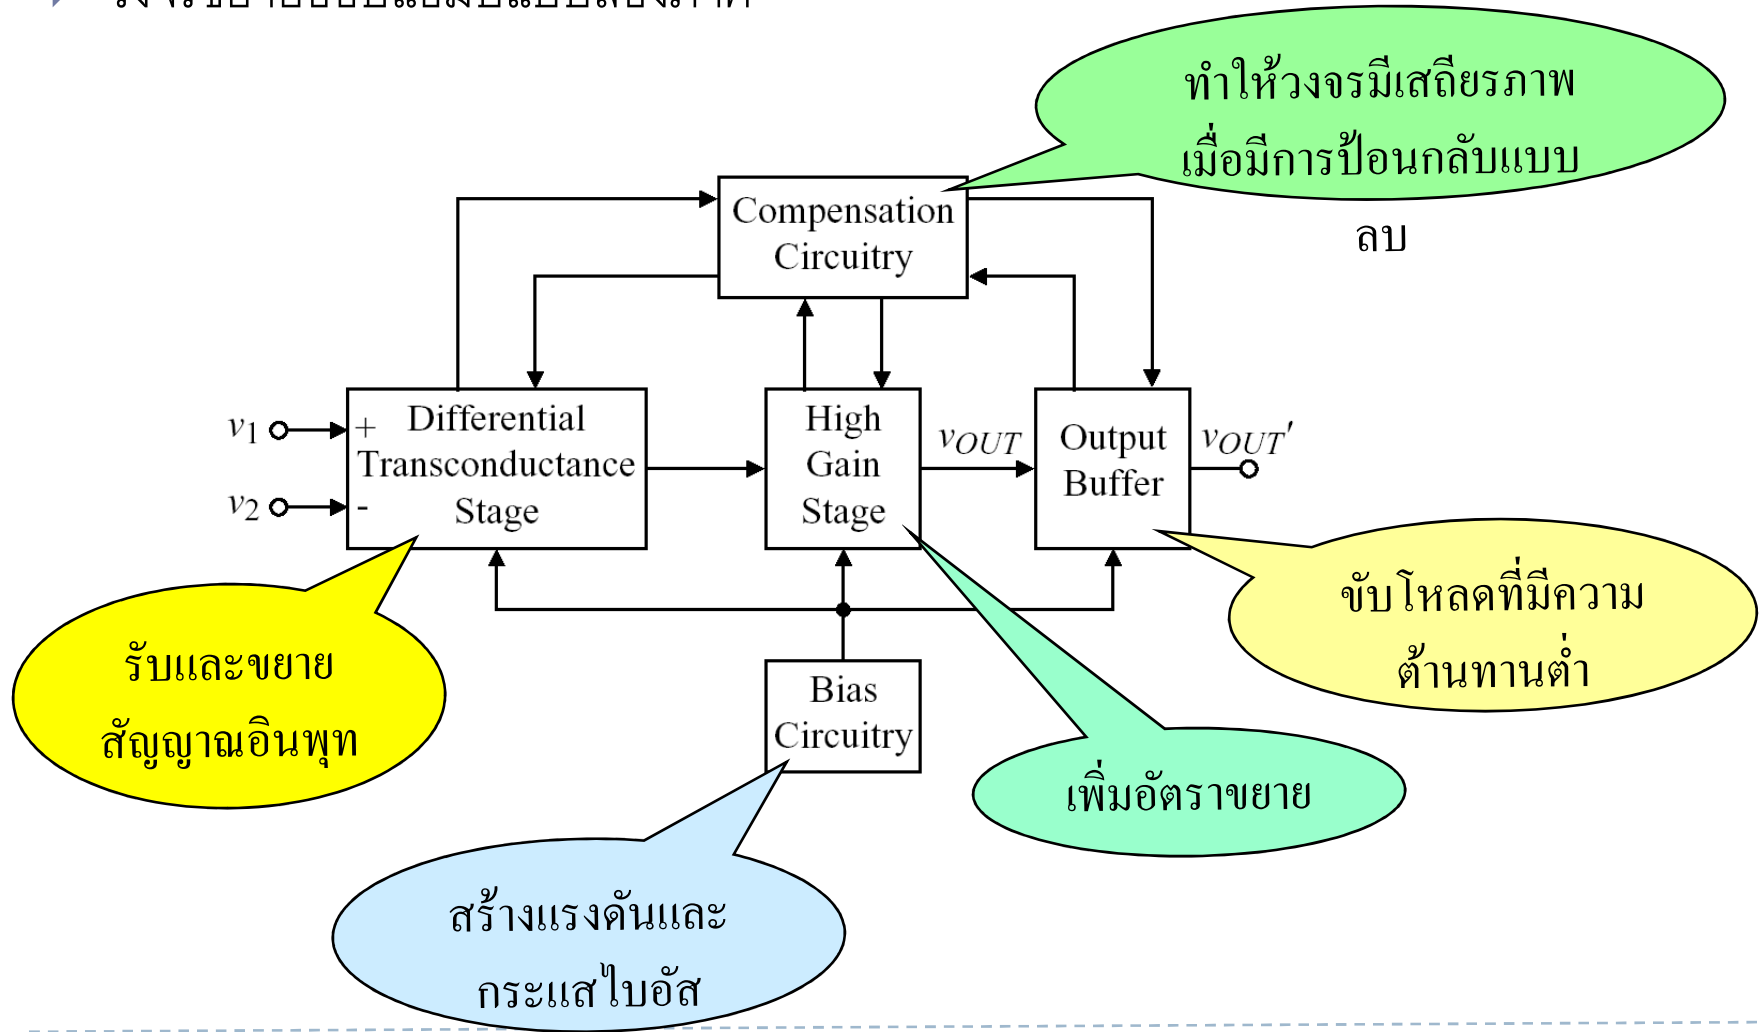 ทำให้วงจรมีเสถียรภาพ
เมื่อมีการป้อนกลับแบบ
ลบ
Compensation
Circuitry
v1
+
Differential
Transconductance
Stage
v2
-
High
Gain
Stage
vOUT
Output
Buffer
vOUT'
รับและขยาย
สัญญาณอินพุท
ขับโหลดที่มีความ
ต้านทานต่ำ
Bias
Circuitry
เพิ่มอัตราขยาย
สร้างแรงดันและ
กระแสไบอัส